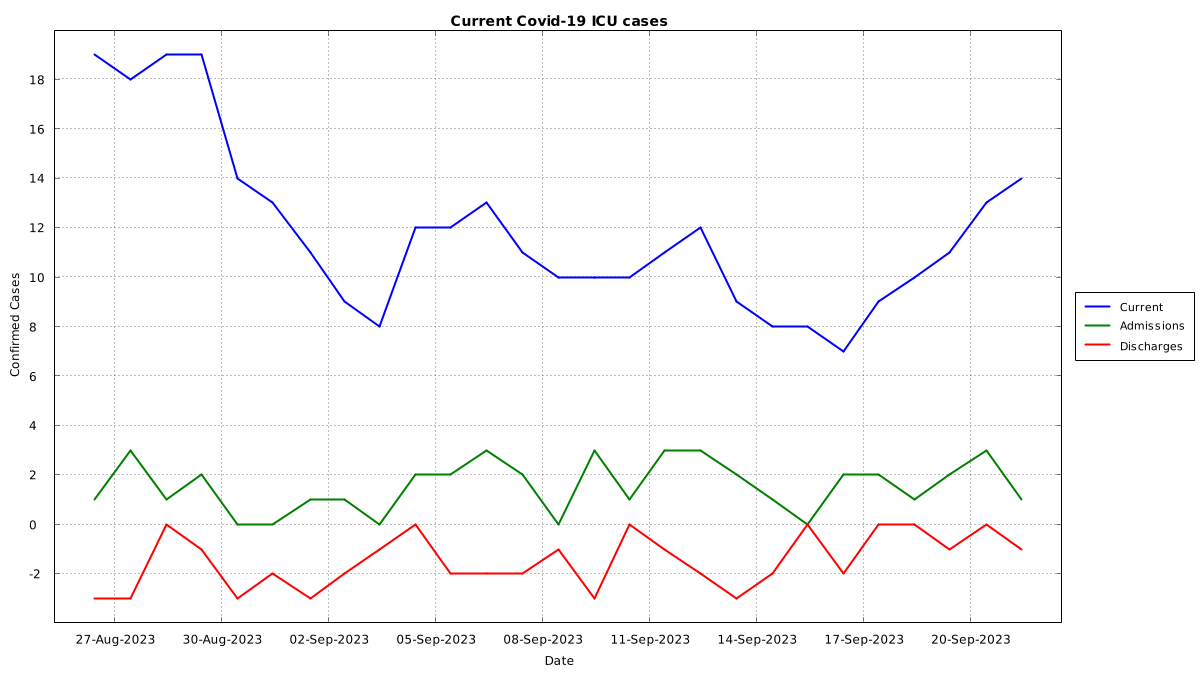 Current Covid-19 ICU cases
Confirmed Cases
18
16
14
12
10
8
6
4
2
0
-2
27-Aug-2023 30-Aug-2023 02-Sep-2023 05-Sep-2023 08-Sep-2023 11-Sep-2023 14-Sep-2023 17-Sep-2023 20-Sep-2023
Date
Current
Admissions
Discharges